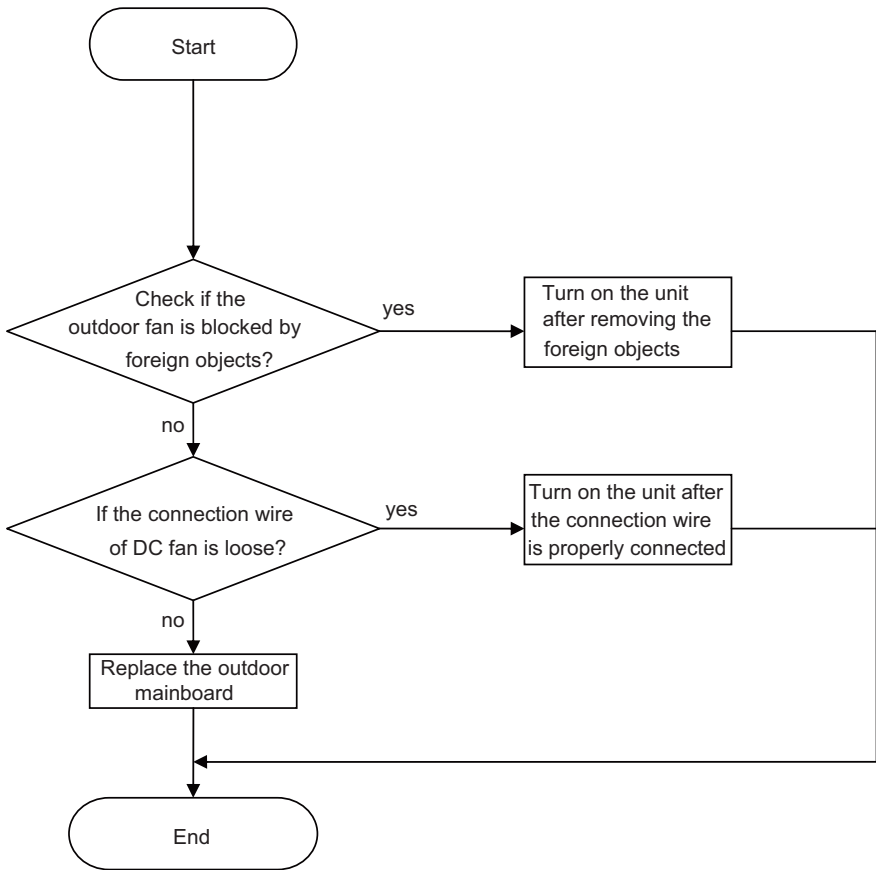 Start
Check if the
outdoor fan is blocked by
foreign objects?
yes
Turn on the unit
after removing the
foreign objects
no
If the connection wire
of DC fan is loose?
yes
Turn on the unit after
the connection wire
is properly connected
no
Replace the outdoor
mainboard
End